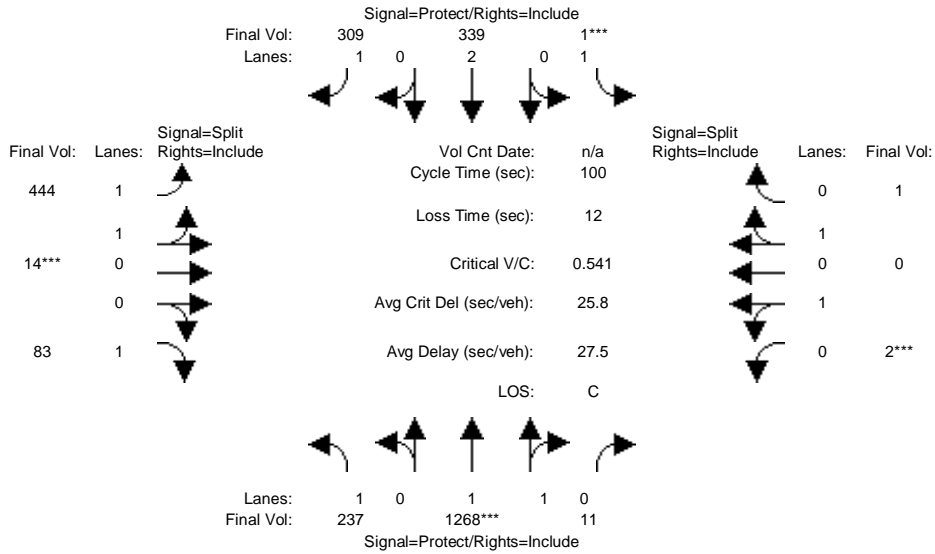 Signal=Protect/Rights=Include
Final Vol: 309 339 1***
Lanes: 1 0 2 0 1
Signal=Split
Final Vol: Lanes: Rights=Include
Vol Cnt Date: n/a
Signal=Split
Rights=Include Lanes: Final Vol:
Cycle Time (sec): 100
444 1
0 1
Loss Time (sec): 12
1
1
14*** 0
Critical V/C: 0.541
0 0
0
Avg Crit Del (sec/veh): 25.8
1
83 1
Avg Delay (sec/veh): 27.5
0 2***
LOS: C
Lanes: 1 0 1 1 0
Final Vol: 237 1268*** 11
Signal=Protect/Rights=Include